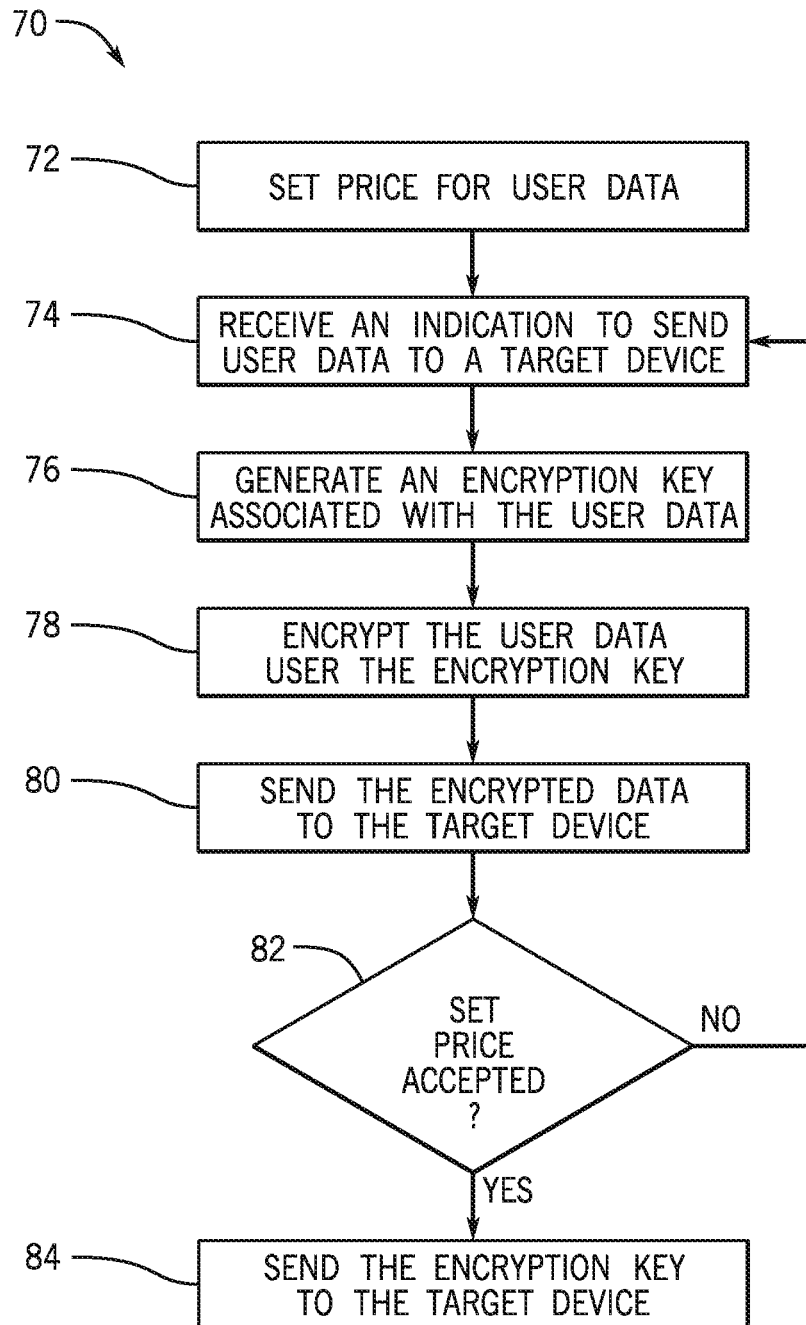 70
72
SET PRICE FOR USER DATA
74
RECEIVE AN INDICATION TO SEND
USER DATA TO A TARGET DEVICE
76
GENERATE AN ENCRYPTION KEY
ASSOCIATED WITH THE USER DATA
78
ENCRYPT THE USER DATA
USER THE ENCRYPTION KEY
80
SEND THE ENCRYPTED DATA
TO THE TARGET DEVICE
82
SET
PRICE
ACCEPTED
?
NO
YES
84
SEND THE ENCRYPTION KEY
TO THE TARGET DEVICE